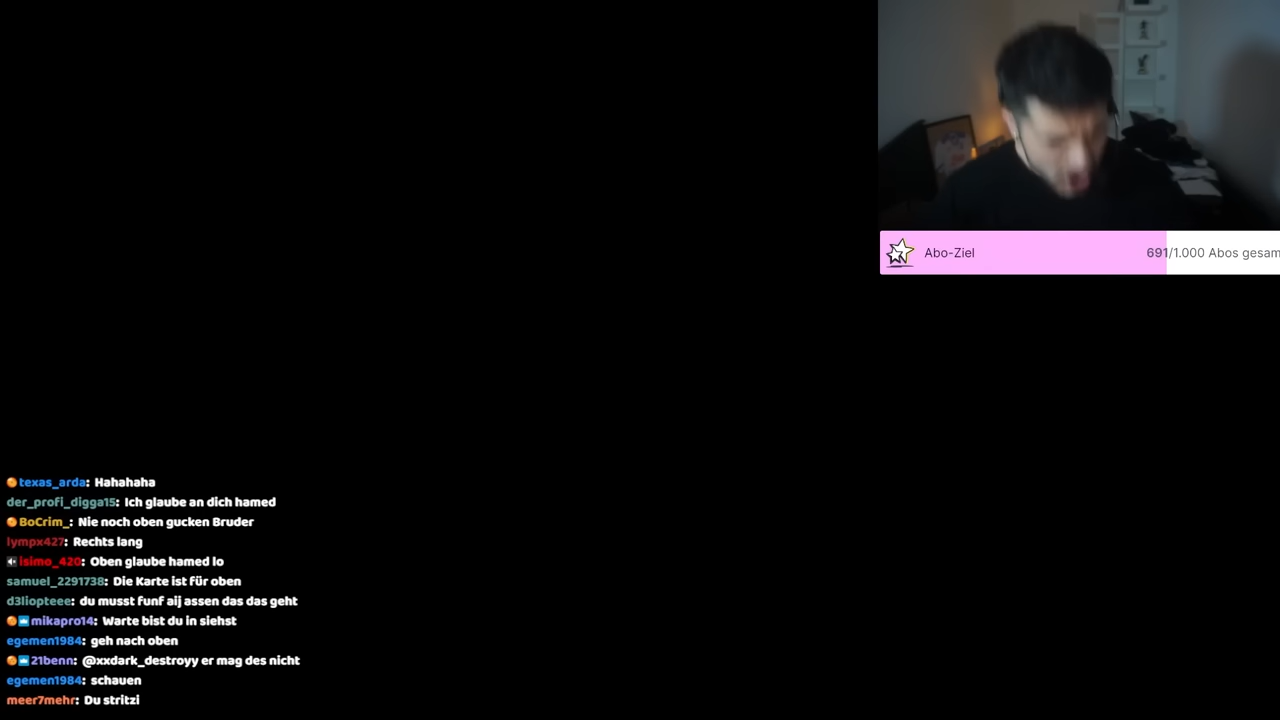 Abo-Ziel
691/1.000 Abos gesam
texas_arda: Hahahaha
der_profi_digga15: Ich glaube an dich hamed
BoCrim_: Nie noch oben gucken Bruder
lympx427: Rechts lang
isimo_420: Oben glaube hamed lo
samuel_2291738: Die Karte ist für oben
d3liopteee: du musst funf aij assen das das geht
mikapro14: Warte bist du in siehst
egemen1984: geh nach oben
21benn: @xxdark_destroyy er mag des nicht
egemen1984: schauen
meer7mehr: Du stritzi